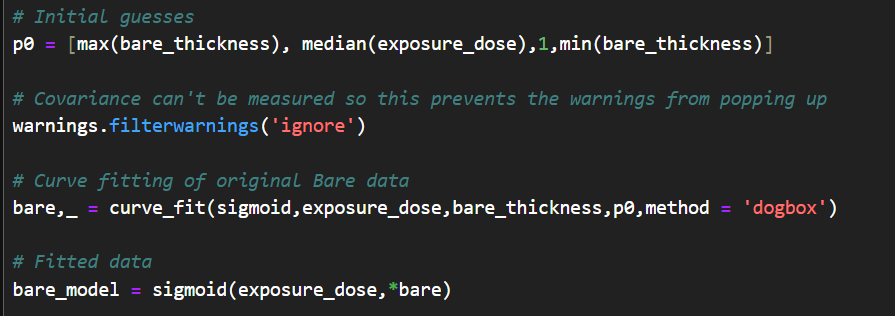 # Initial guesses
p0 = [max(bare_thickness), median(exposure_dose),1,min(bare_thickness)]
# Covariance can't be measured so this prevents the warnings from popping up
warnings.filterwarnings('ignore')
# Curve fitting of original Bare data
bare,_ = curve_fit(sigmoid,exposure_dose,bare_thickness,p0,method = 'dogbox')
# Fitted data
bare_model = sigmoid(exposure_dose,*bare)